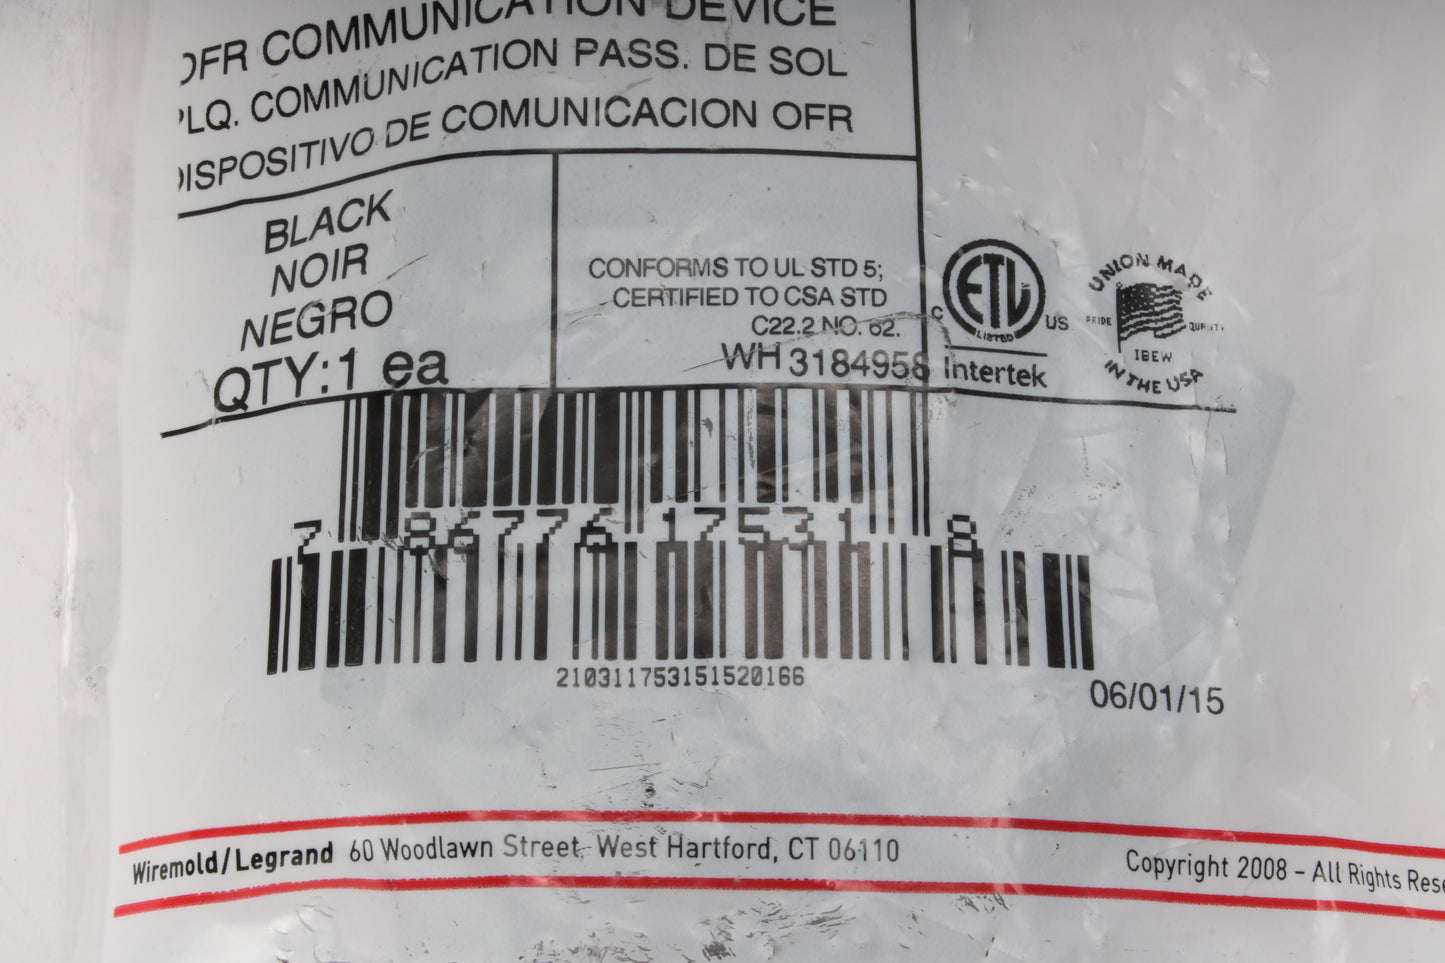 OFR COMMUNICATION DEVICE
PLQ. COMMUNICATION PASS. DE SOL
DISPOSITIVO DE COMUNICACION OFR
BLACK
NOIR
NEGRO
QTY:1 ea
CONFORMS TO UL STD 5;
CERTIFIED TO CSA STD
C22.2 NO. 62.
WH 3184958
C ETL US
LISTED
Intertek
UNION MADE
PRIDE QUALITY
IBEW
IN THE USA
7 86776 17531 8
210311753151520166
06/01/15
Wiremold/Legrand 60 Woodlawn Street, West Hartford, CT 06110
Copyright 2008 – All Rights Rese